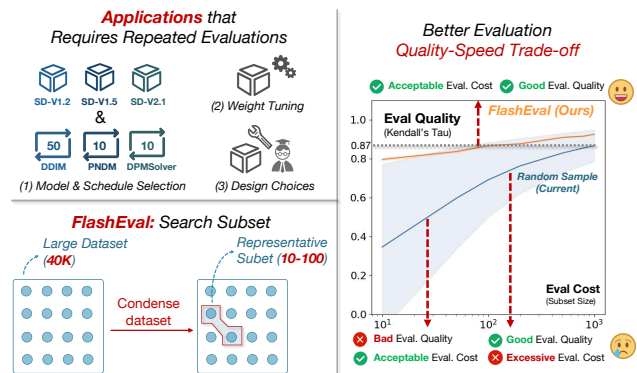 Applications that
Requires Repeated Evaluations
SD-V1.2 SD-V1.5 SD-V2.1
&
50 10 10
DDIM PNDM DPMSolver
(1) Model & Schedule Selection
(2) Weight Tuning
(3) Design Choices
FlashEval: Search Subset
Large Dataset
(40K)
Representative
Subet (10-100)
Condense
dataset
Better Evaluation
Quality-Speed Trade-off
Acceptable Eval. Cost Good Eval. Quality
Eval Quality
(Kendall's Tau)
FlashEval (Ours)
Random Sample
(Current)
1.0
0.87
0.8
0.6
0.4
0.2
0.0
Eval Cost
(Subset Size)
10¹ 10² 10³
Bad Eval. Quality Good Eval. Quality
Acceptable Eval. Cost Excessive Eval. Cost